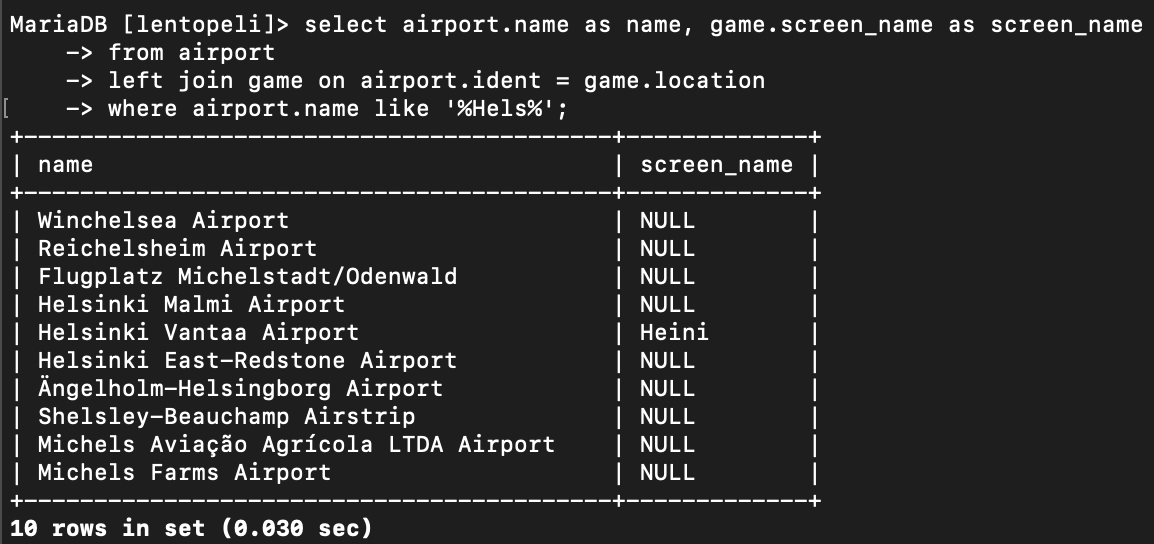 MariaDB [lentopeli]> select airport.name as name, game.screen_name as screen_name
    -> from airport
    -> left join game on airport.ident = game.location
[    -> where airport.name like '%Hels%';
+------------------------------------------+-------------+
| name                                     | screen_name |
+------------------------------------------+-------------+
| Winchelsea Airport                       | NULL        |
| Reichelsheim Airport                     | NULL        |
| Flugplatz Michelstadt/Odenwald           | NULL        |
| Helsinki Malmi Airport                   | NULL        |
| Helsinki Vantaa Airport                  | Heini       |
| Helsinki East-Redstone Airport           | NULL        |
| Ängelholm-Helsingborg Airport            | NULL        |
| Shelsley-Beauchamp Airstrip              | NULL        |
| Michels Aviação Agrícola LTDA Airport    | NULL        |
| Michels Farms Airport                    | NULL        |
+------------------------------------------+-------------+
10 rows in set (0.030 sec)